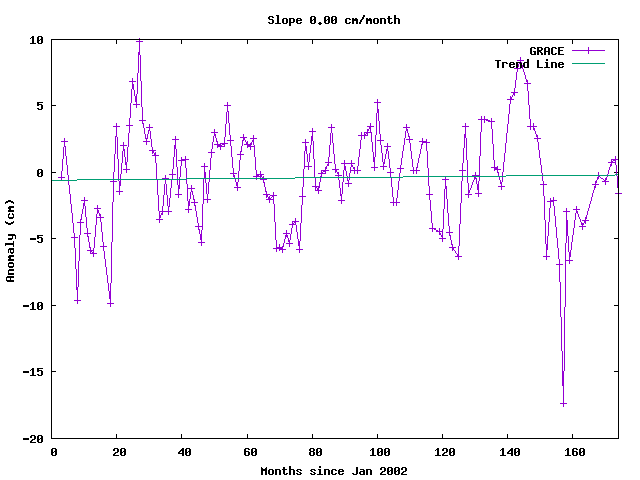 Slope 0.00 cm/month
GRACE
Trend Line
10
5
0
-5
-10
-15
-20
Anomaly (cm)
0 20 40 60 80 100 120 140 160
Months since Jan 2002